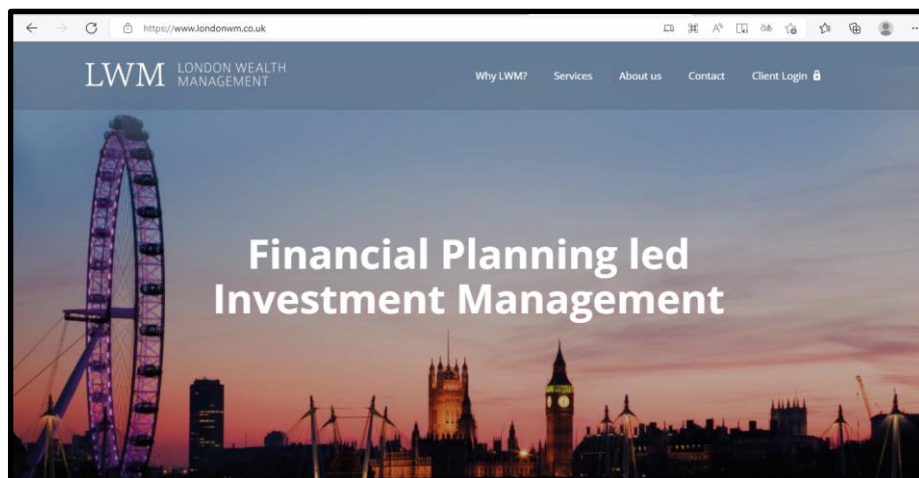 https://www.londonwm.co.uk
LWM LONDON WEALTH
MANAGEMENT
Why LWM? Services About us Contact Client Login
Financial Planning led
Investment Management